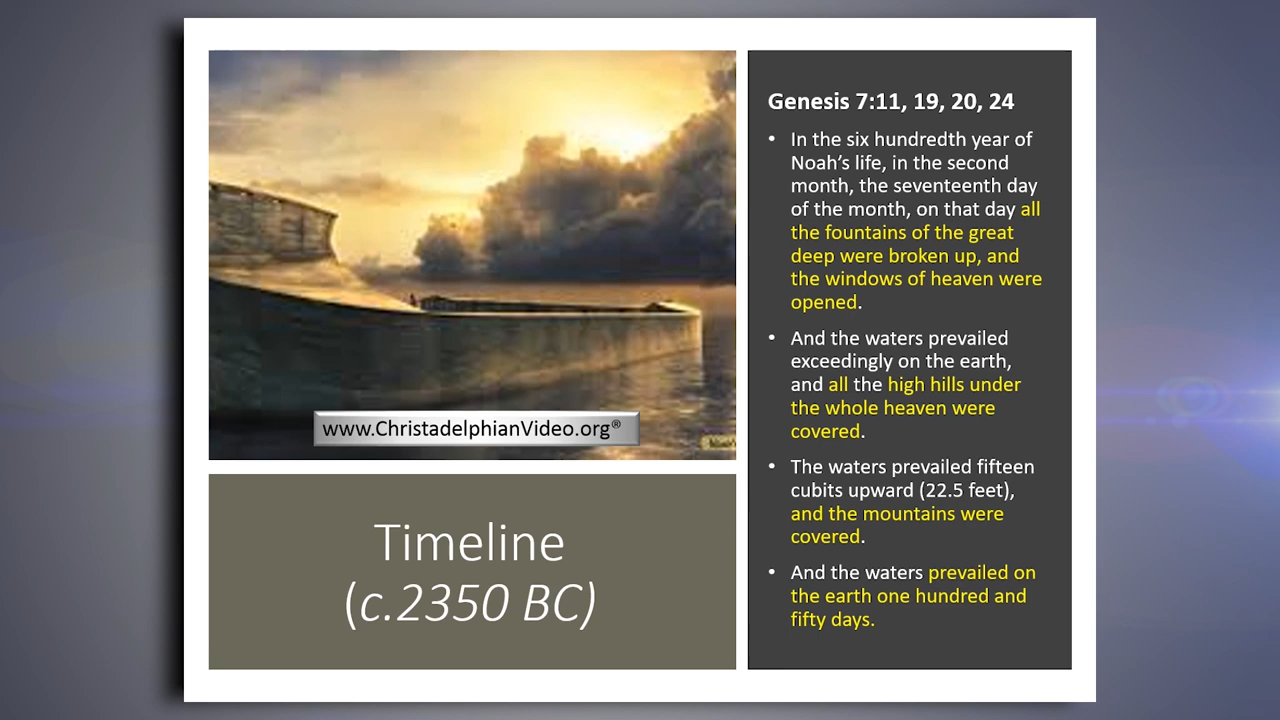 Genesis 7:11, 19, 20, 24
• In the six hundredth year of
Noah's life, in the second
month, the seventeenth day
of the month, on that day all
the fountains of the great
deep were broken up, and
the windows of heaven were
opened.
• And the waters prevailed
exceedingly on the earth,
and all the high hills under
the whole heaven were
covered.
• The waters prevailed fifteen
cubits upward (22.5 feet),
and the mountains were
covered.
• And the waters prevailed on
the earth one hundred and
fifty days.
www.ChristadelphianVideo.org®
Timeline
(c.2350 BC)